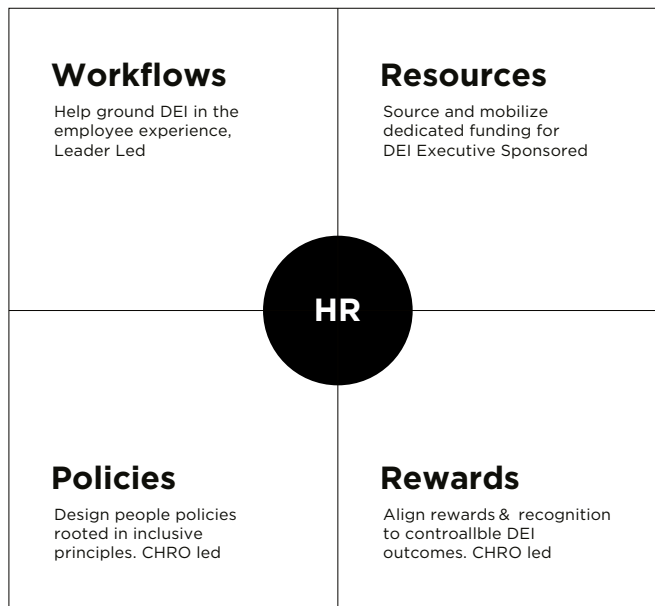 Workflows
Help ground DEI in the
employee experience,
Leader Led
Resources
Source and mobilize
dedicated funding for
DEI Executive Sponsored
HR
Policies
Design people policies
rooted in inclusive
principles. CHRO led
Rewards
Align rewards & recognition
to controallble DEI
outcomes. CHRO led